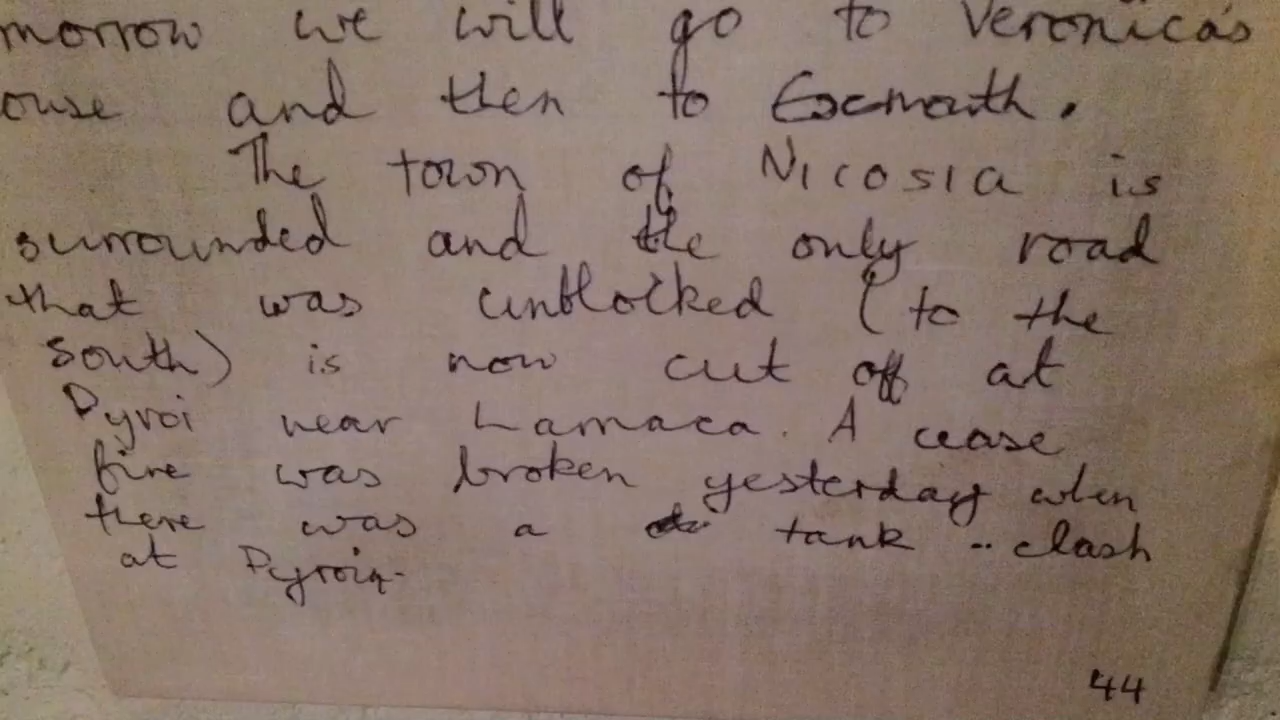 morrow we will go to Veronica's
ouse and then to Exmouth.
The town of Nicosia is
surrounded and the only road
that was unblocked (to the
south) is now cut off at
Pyroi near Larnaca. A cease
fire was broken yesterday when
there was a tank clash
at
44